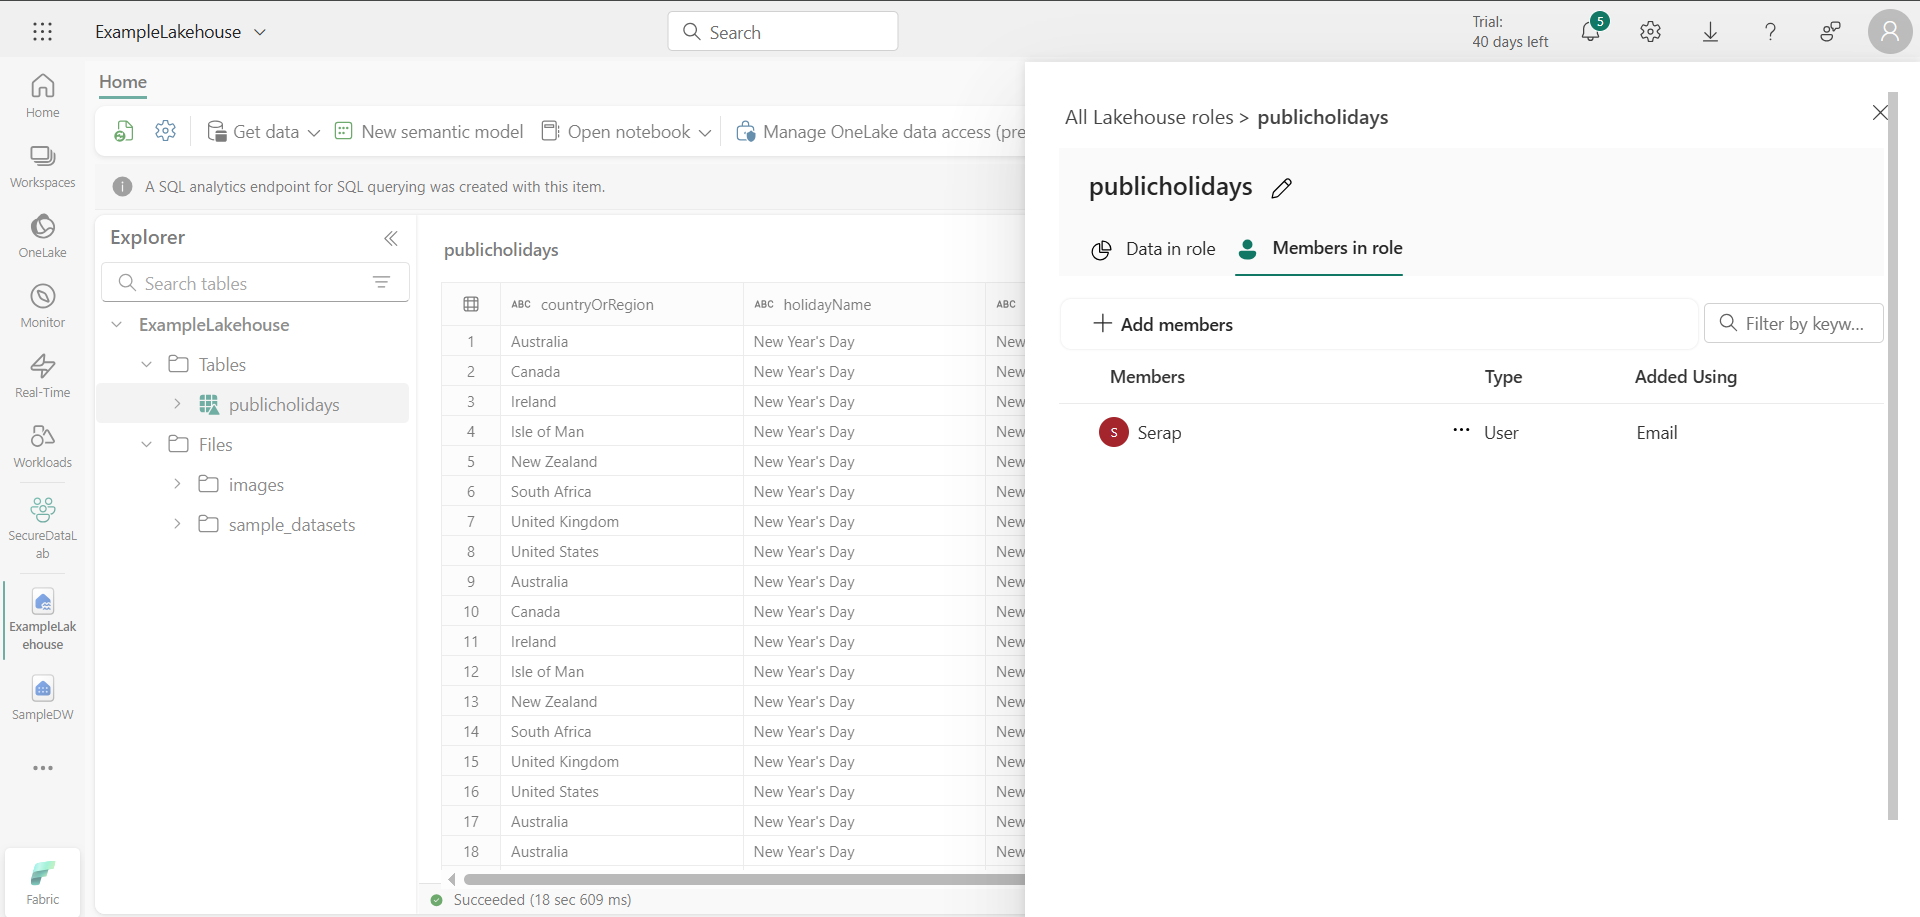 ExampleLakehouse
Search
Trial:
40 days left
5
Home
Workspaces
OneLake
Monitor
Real-Time
Workloads
SecureDataL
ab
ExampleLak
ehouse
SampleDW
Fabric
Home
Get data
New semantic model
Open notebook
Manage OneLake data access (pre
A SQL analytics endpoint for SQL querying was created with this item.
Explorer
Search tables
ExampleLakehouse
Tables
publicholidays
Files
images
sample_datasets
publicholidays
ABC countryOrRegion ABC holidayName ABC
1 Australia New Year's Day New
2 Canada New Year's Day New
3 Ireland New Year's Day New
4 Isle of Man New Year's Day New
5 New Zealand New Year's Day New
6 South Africa New Year's Day New
7 United Kingdom New Year's Day New
8 United States New Year's Day New
9 Australia New Year's Day New
10 Canada New Year's Day New
11 Ireland New Year's Day New
12 Isle of Man New Year's Day New
13 New Zealand New Year's Day New
14 South Africa New Year's Day New
15 United Kingdom New Year's Day New
16 United States New Year's Day New
17 Australia New Year's Day New
18 Australia New Year's Day New
Succeeded (18 sec 609 ms)
All Lakehouse roles > publicholidays
publicholidays
Data in role
Members in role
Add members
Filter by keyw...
Members Type Added Using
S Serap ... User Email